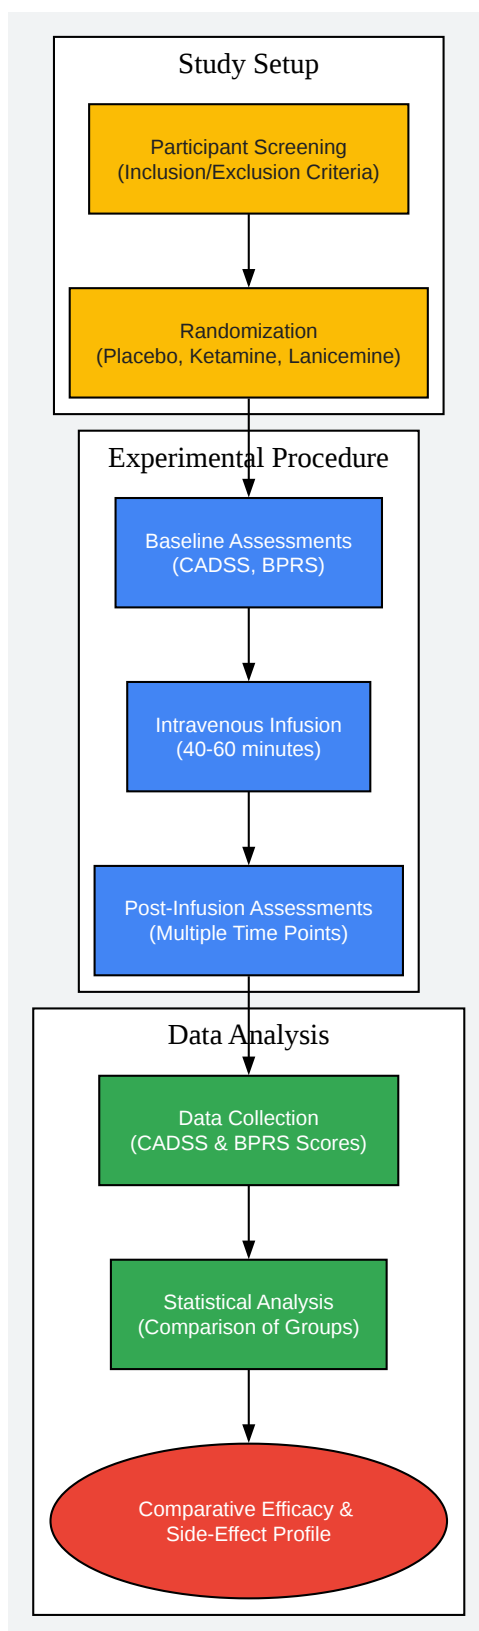 Study Setup
Participant Screening
(Inclusion/Exclusion Criteria)
Randomization
(Placebo, Ketamine, Lanicemine)
Experimental Procedure
Baseline Assessments
(CADSS, BPRS)
Intravenous Infusion
(40-60 minutes)
Post-Infusion Assessments
(Multiple Time Points)
Data Analysis
Data Collection
(CADSS & BPRS Scores)
Statistical Analysis
(Comparison of Groups)
Comparative Efficacy &
Side-Effect Profile